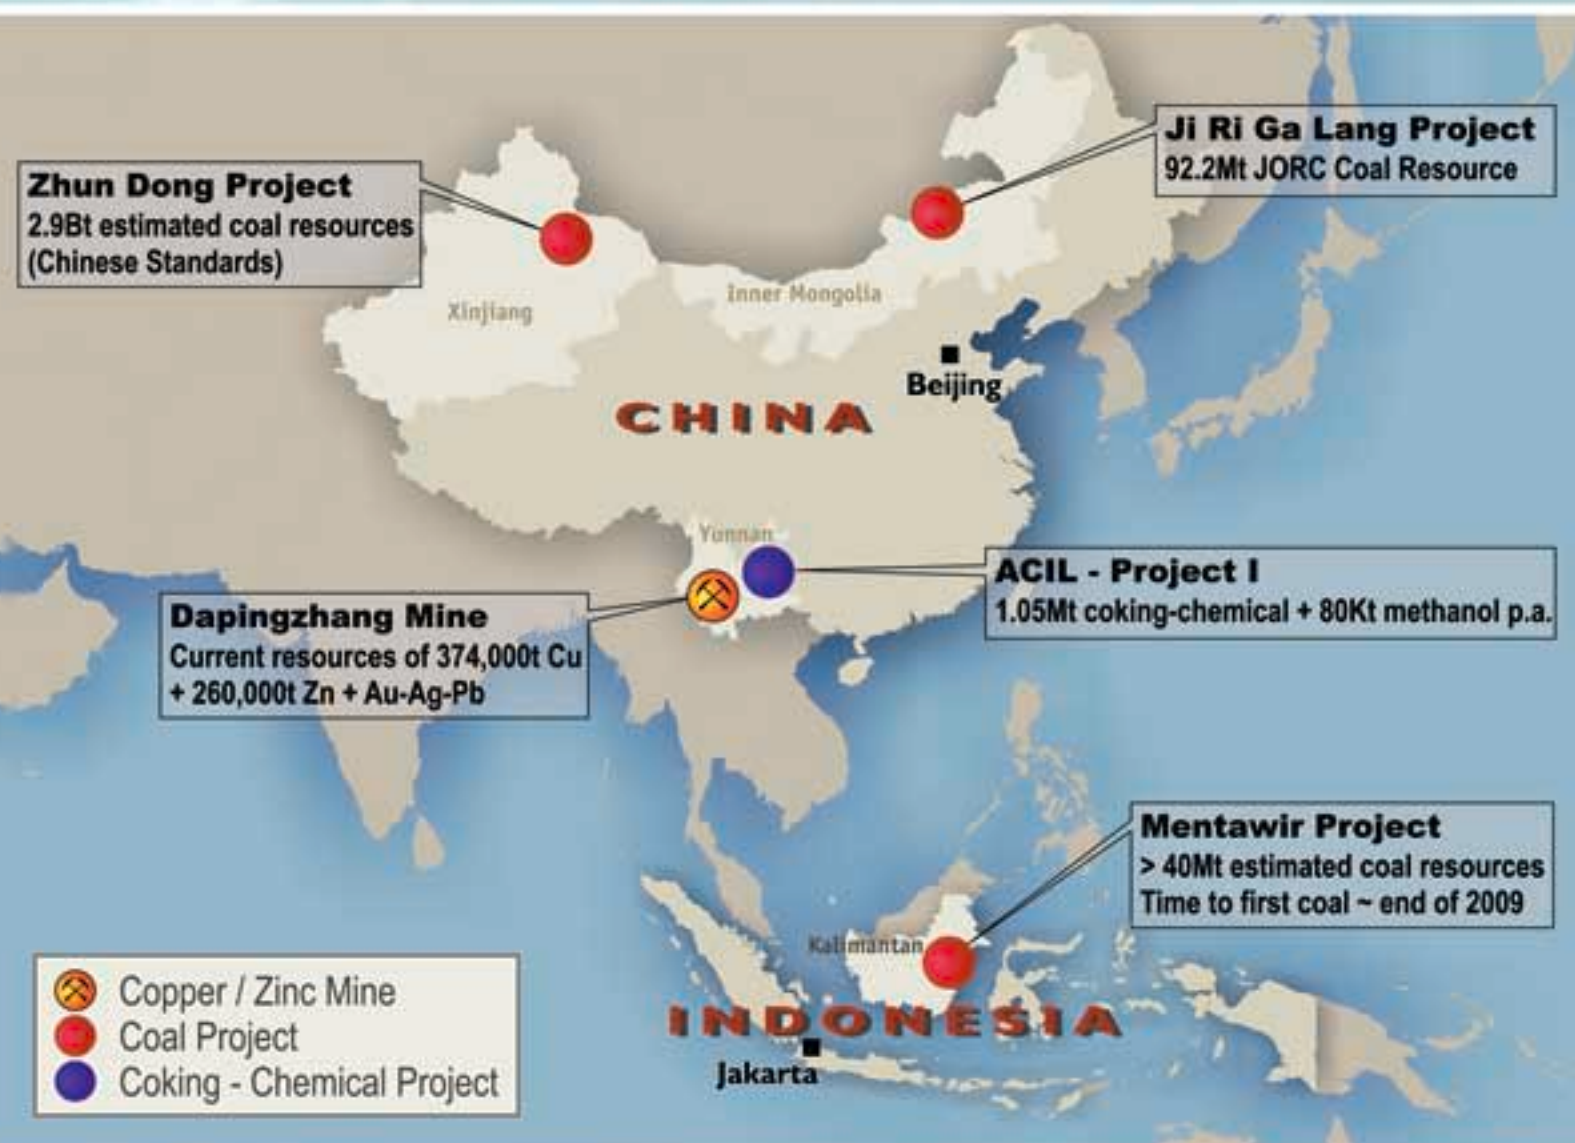 Ji Ri Ga Lang Project
92.2Mt JORC Coal Resource
Zhun Dong Project
2.9Bt estimated coal resources
(Chinese Standards)
Inner Mongolia
Xinjiang
Beijing
CHINA
Yunnan
ACIL - Project I
1.05Mt coking-chemical + 80Kt methanol p.a.
Dapingzhang Mine
Current resources of 374,000t Cu
+ 260,000t Zn + Au-Ag-Pb
Mentawir Project
> 40Mt estimated coal resources
Time to first coal ~ end of 2009
Kalimantan
INDONESIA
Jakarta
Copper / Zinc Mine
Coal Project
Coking - Chemical Project